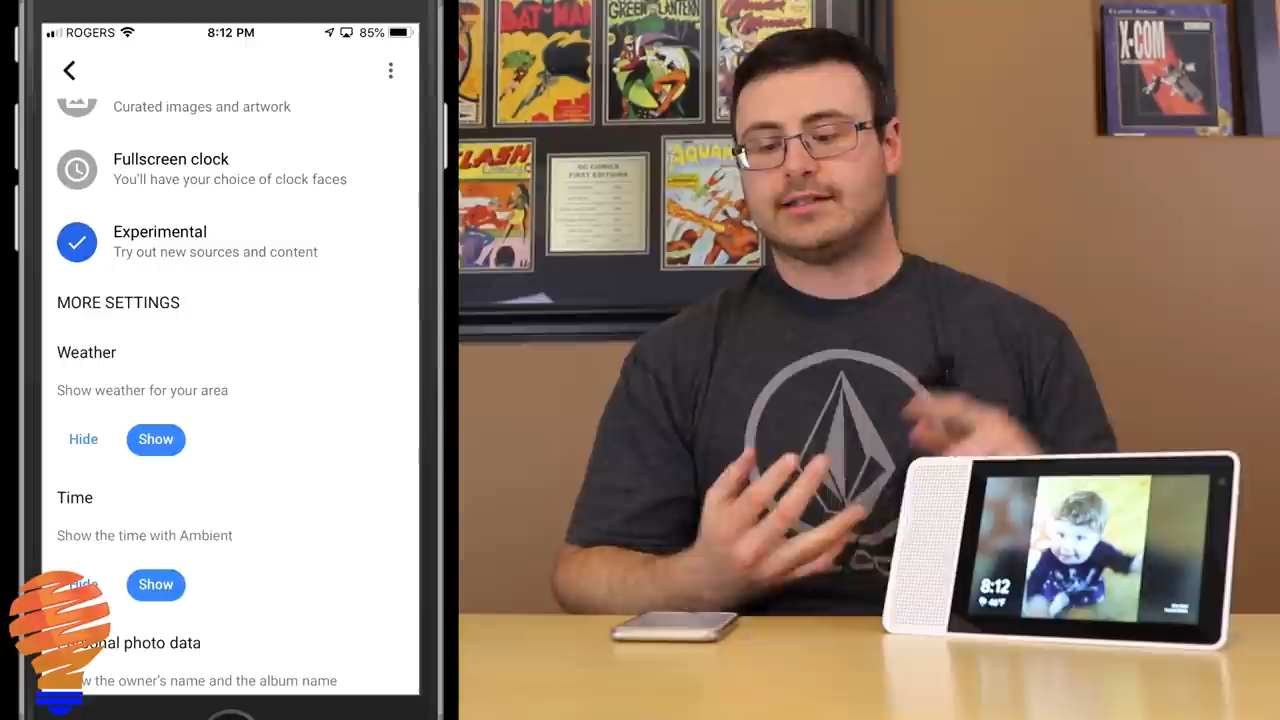 ROGERS
8:12 PM
85%
Curated images and artwork
Fullscreen clock
You'll have your choice of clock faces
Experimental
Try out new sources and content
MORE SETTINGS
Weather
Show weather for your area
Hide
Show
Time
Show the time with Ambient
Hide
Show
photo data
the owner's name and the album name
BATMAN
GREEN LANTERN
FLASH
DC COMICS
FIRST EDITIONS
AQUAMAN
X-COM
8:12
46°F